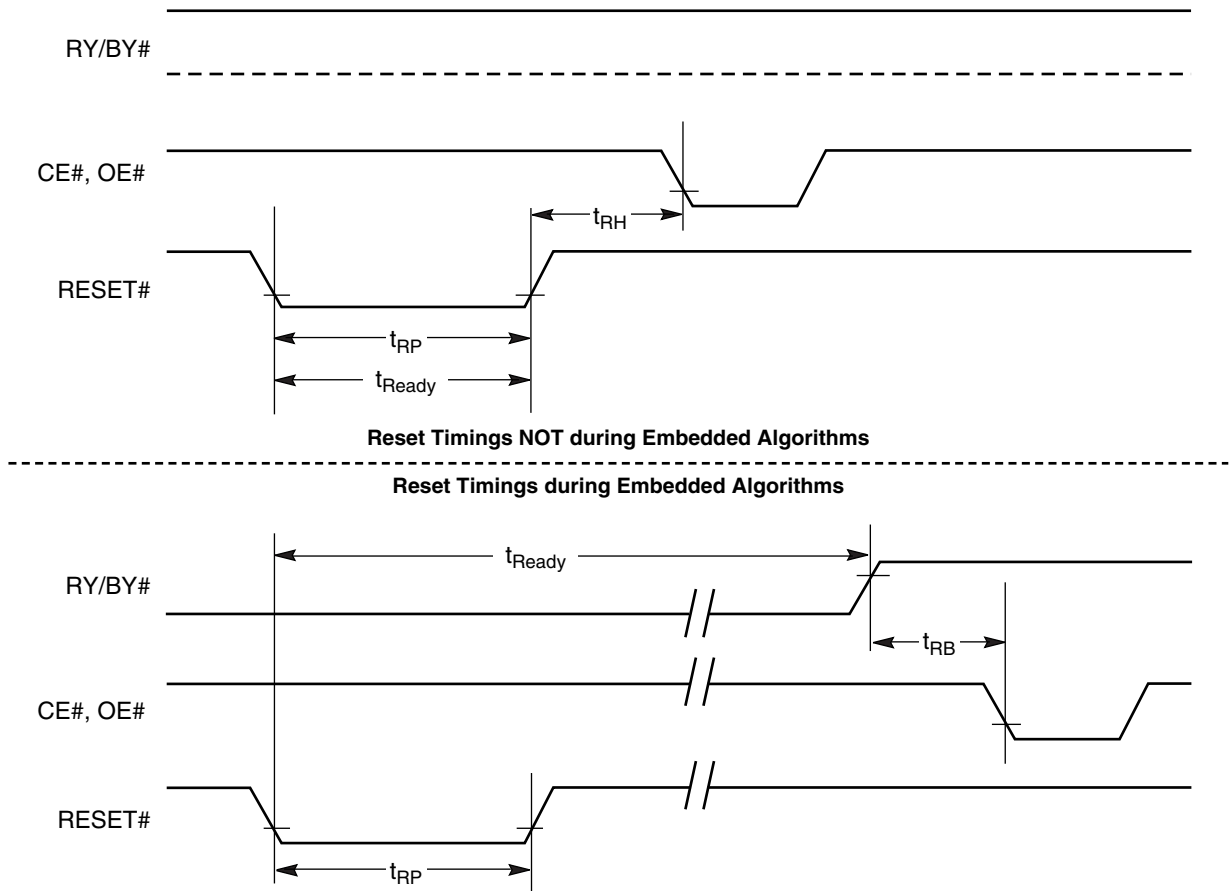 RY/BY#
CE#, OE#
tRH
RESET#
tRP
tReady
Reset Timings NOT during Embedded Algorithms
Reset Timings during Embedded Algorithms
tReady
RY/BY#
tRB
CE#, OE#
RESET#
tRP